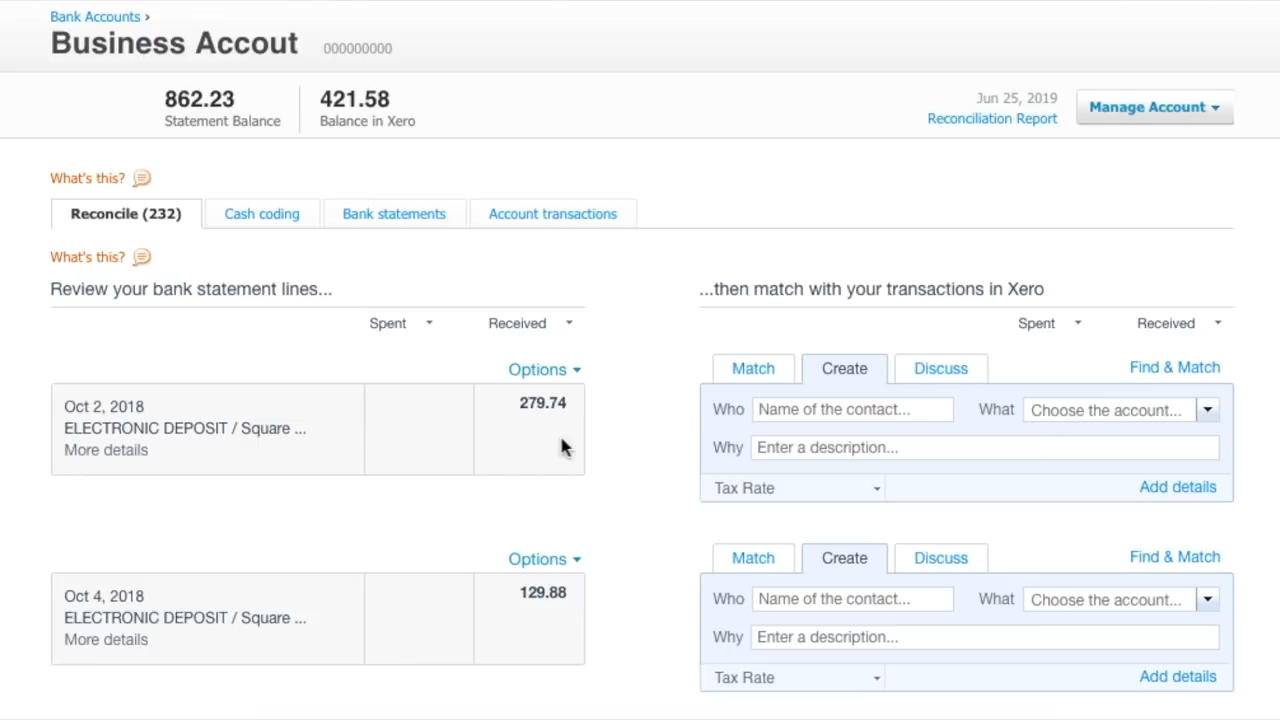 Bank Accounts ›
Business Accout 000000000
862.23 421.58
Statement Balance Balance in Xero
Jun 25, 2019
Reconciliation Report
Manage Account
What's this?
Reconcile (232) Cash coding Bank statements Account transactions
What's this?
Review your bank statement lines... ...then match with your transactions in Xero
Spent Received Spent Received
Options Match Create Discuss Find & Match
Oct 2, 2018 279.74 Who Name of the contact... What Choose the account...
ELECTRONIC DEPOSIT / Square ...
More details Why Enter a description...
Tax Rate Add details
Options Match Create Discuss Find & Match
Oct 4, 2018 129.88 Who Name of the contact... What Choose the account...
ELECTRONIC DEPOSIT / Square ...
More details Why Enter a description...
Tax Rate Add details